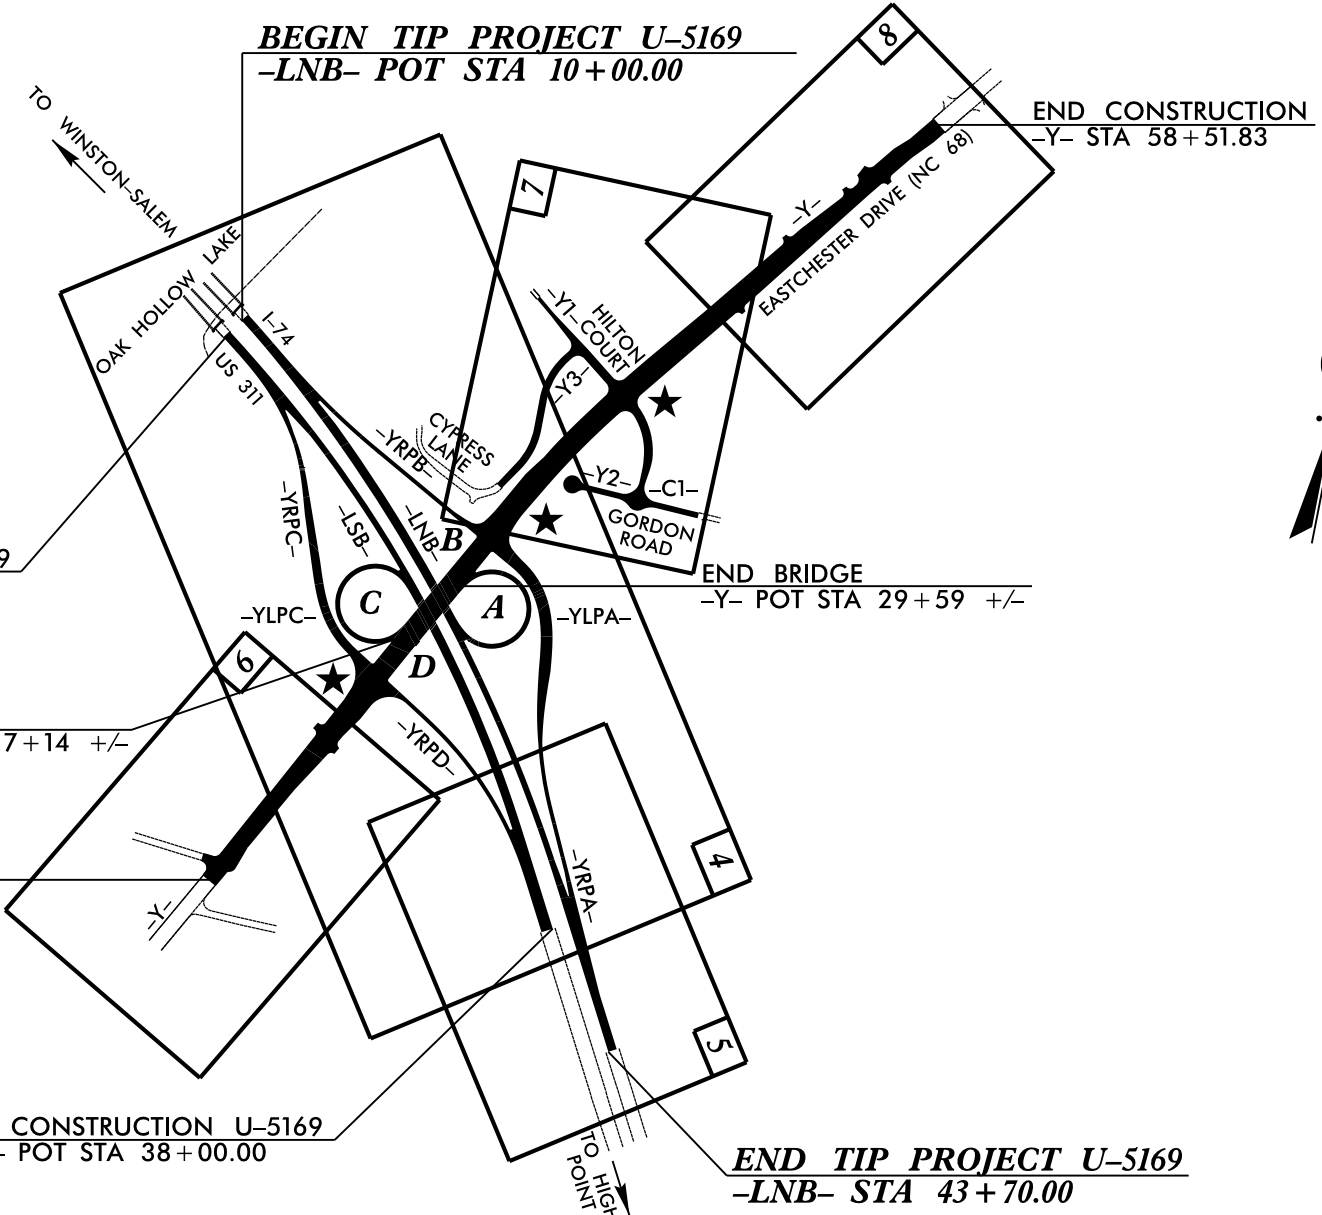 BEGIN TIP PROJECT U–5169
–LNB– POT STA 10+00.00
8
TO WINSTON–SALEM
END CONSTRUCTION
–Y– STA 58+51.83
7
–Y–
EASTCHESTER DRIVE (NC 68)
OAK HOLLOW LAKE
I–74
US 311
–Y1–
HILTON
COURT
–Y3–
CYPRESS
LANE
–YRPB–
–YRPC–
–LSB–
–LNB–
B
–Y2–
–C1–
GORDON
ROAD
9
END BRIDGE
–Y– POT STA 29+59 +/–
C
A
–YLPC–
–YLPA–
D
6
7+14 +/–
–YRPD–
4
–YRPA–
–Y–
5
CONSTRUCTION U–5169
– POT STA 38+00.00
TO HIGH
POINT
END TIP PROJECT U–5169
–LNB– STA 43+70.00